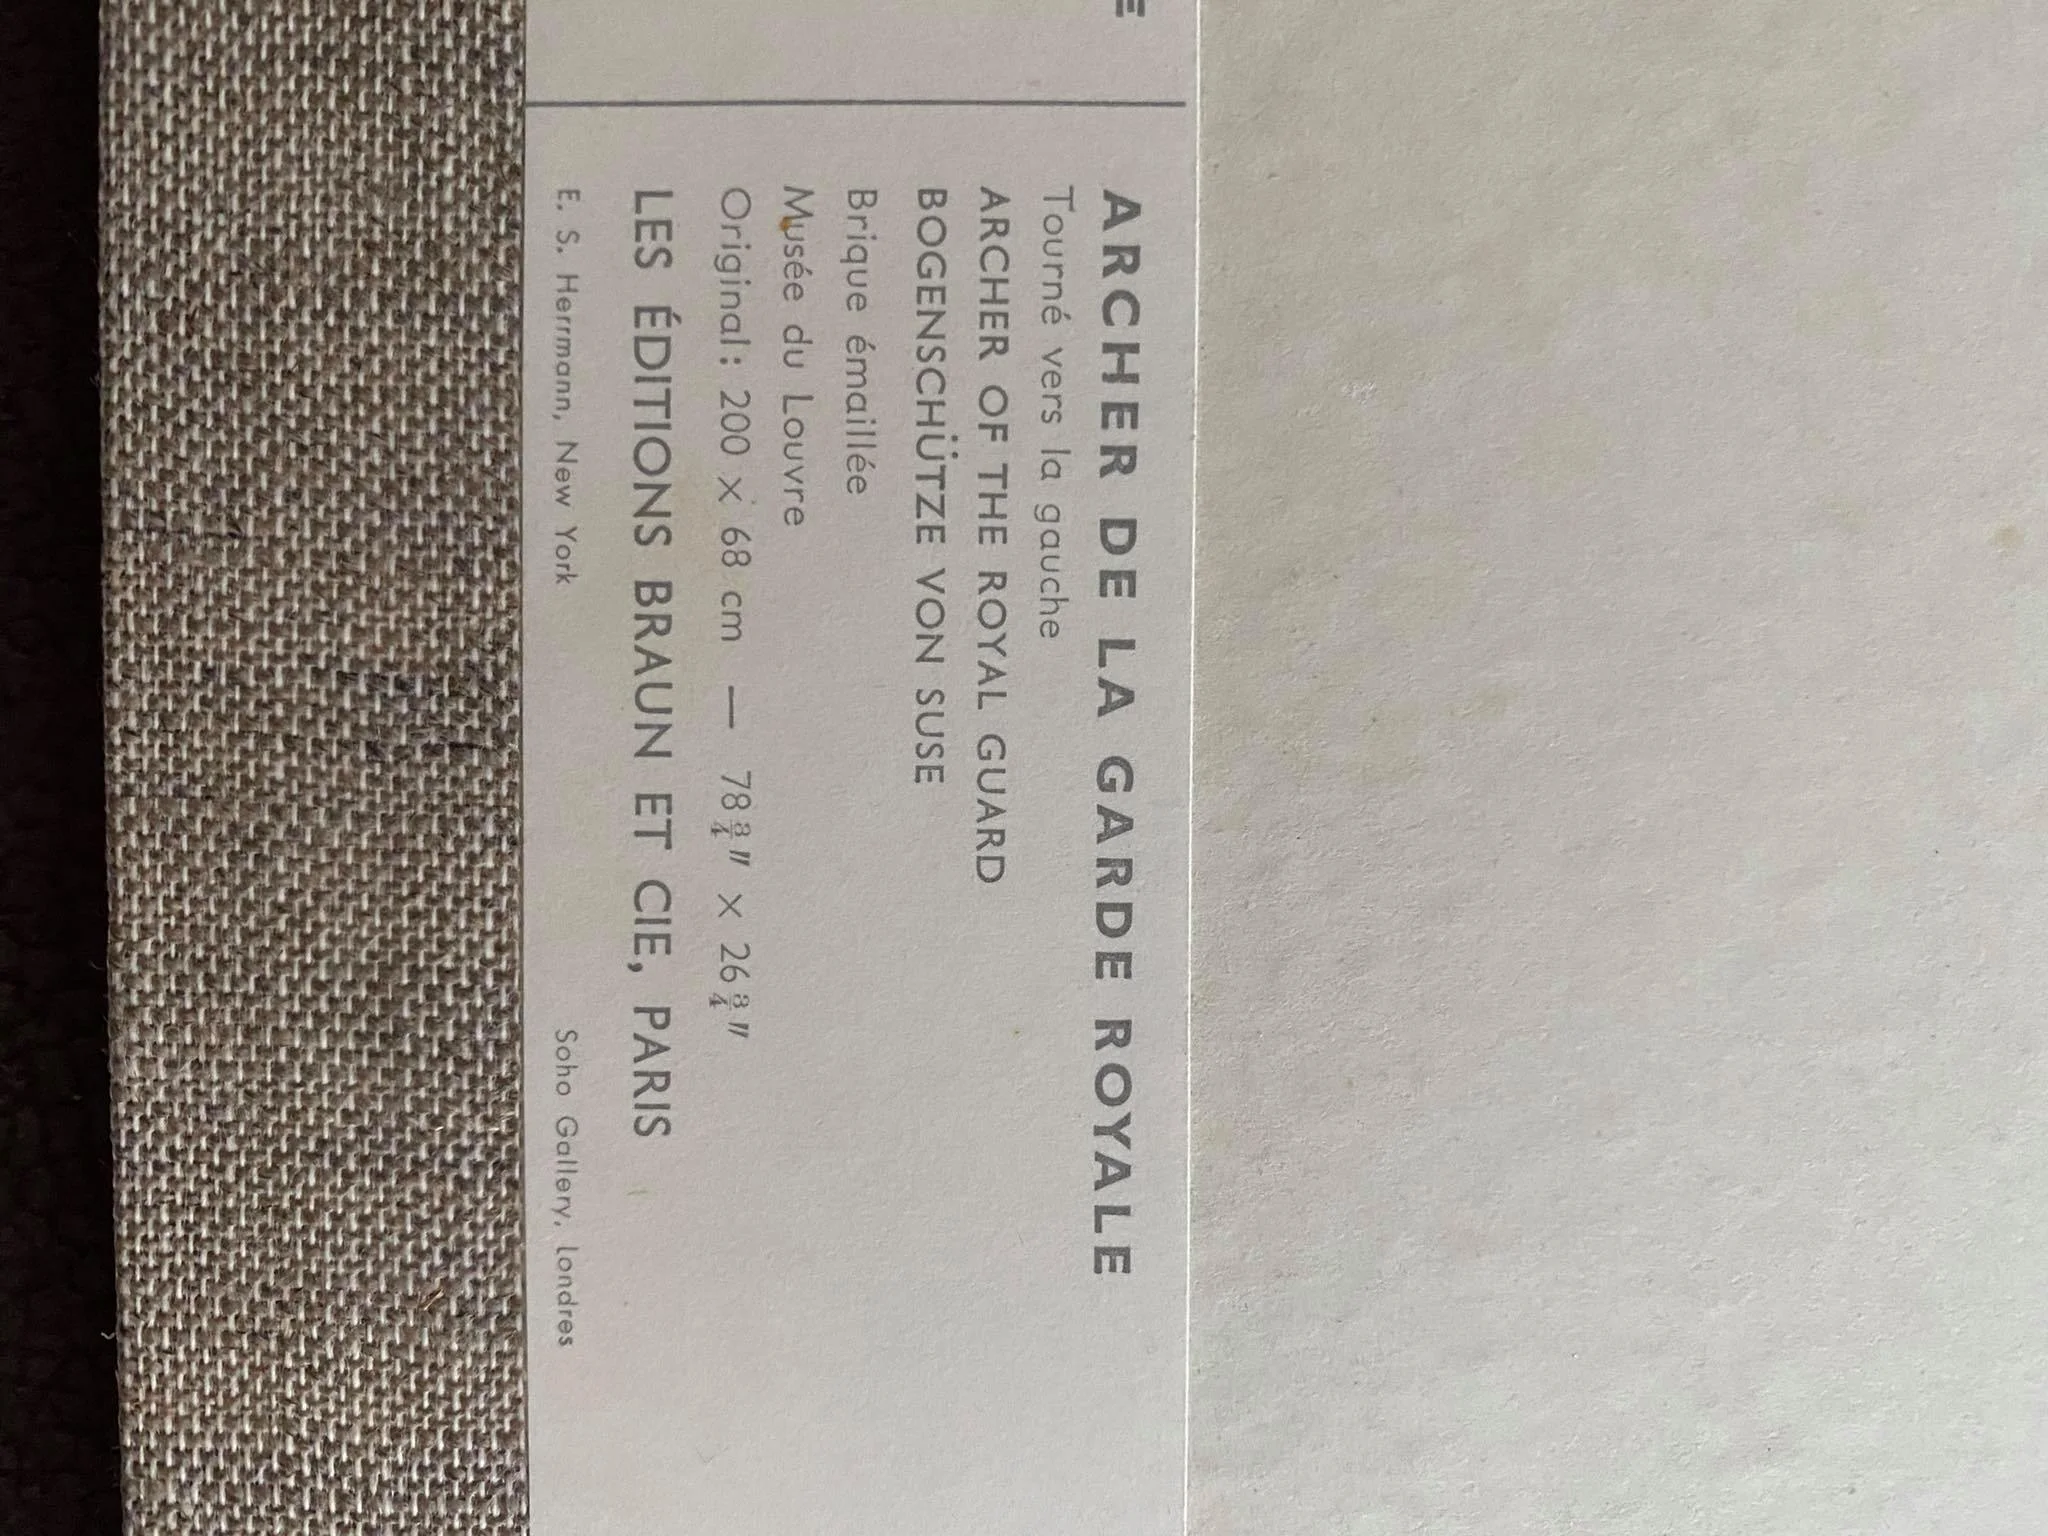 ARCHER DE LA GARDE ROYALE
Tourné vers la gauche
ARCHER OF THE ROYAL GUARD
BOGENSCHÜTZE VON SUSE
Brique émaillée
Musée du Louvre
Original: 200 × 68 cm — 78 3/4" × 26 3/4"
LES ÉDITIONS BRAUN ET CIE, PARIS
E. S. Herrmann, New York Soho Gallery, Londres